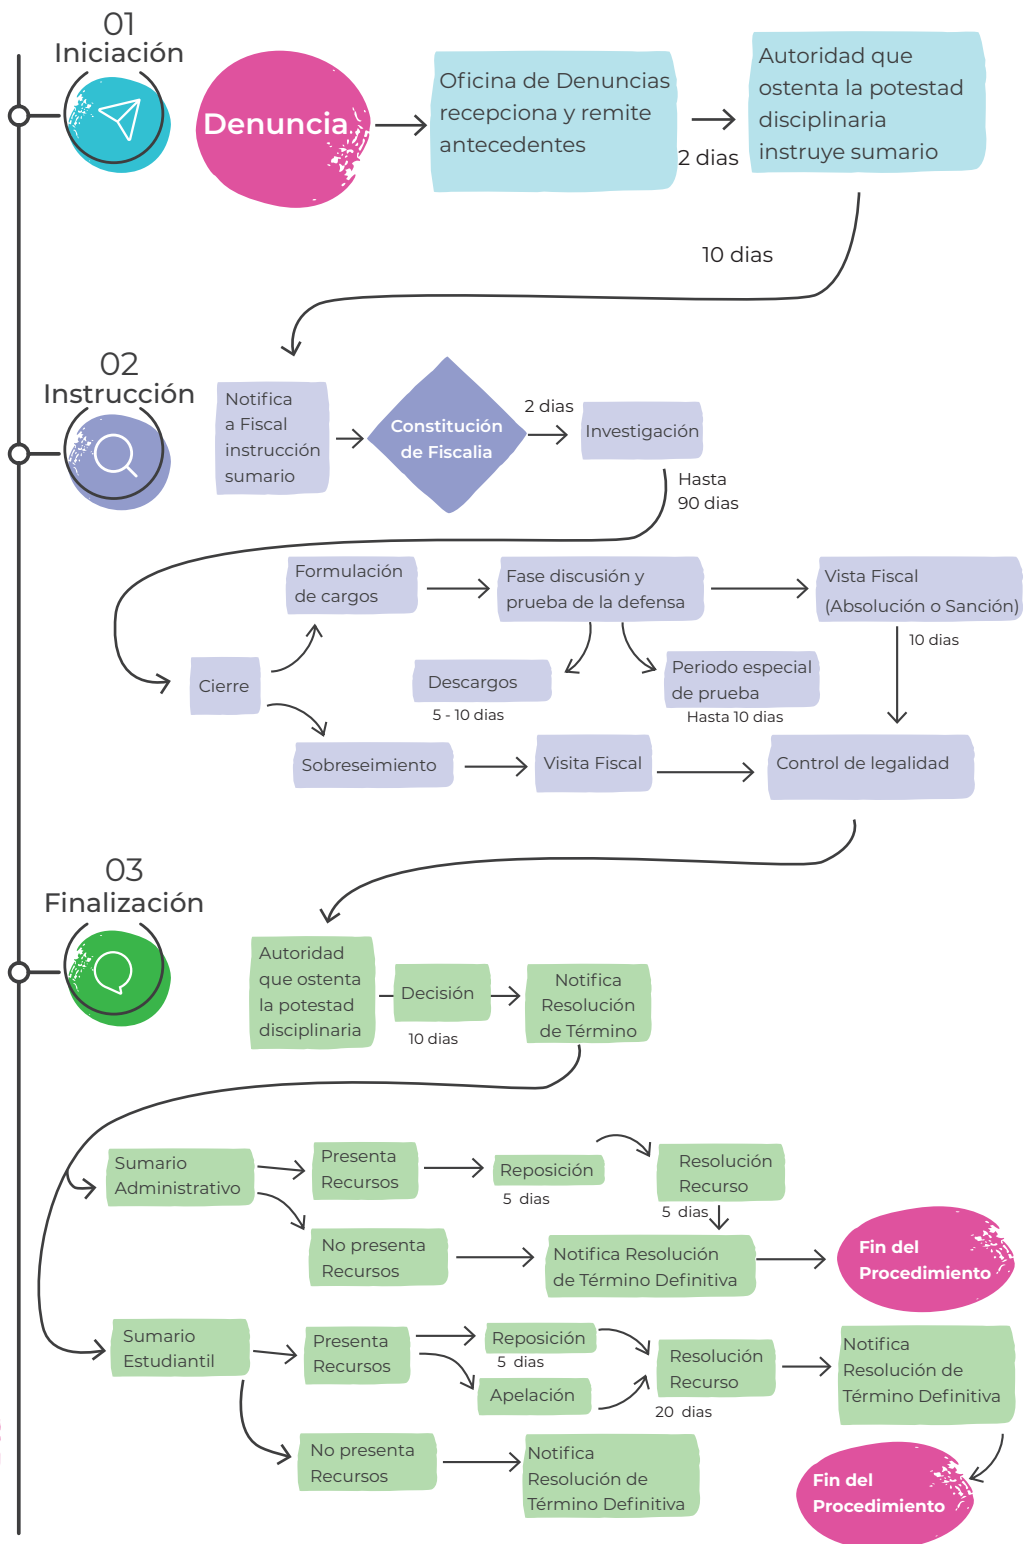 01
Iniciación
Denuncia
Oficina de Denuncias
recepciona y remite
antecedentes
2 dias
Autoridad que
ostenta la potestad
disciplinaria
instruye sumario
10 dias
02
Instrucción
Notifica
a Fiscal
instrucción
sumario
Constitución
de Fiscalia
2 dias
Investigación
Hasta
90 dias
Formulación
de cargos
Fase discusión y
prueba de la defensa
Vista Fiscal
(Absolución o Sanción)
10 dias
Cierre
Descargos
5 - 10 dias
Periodo especial
de prueba
Hasta 10 dias
Sobreseimiento
Visita Fiscal
Control de legalidad
03
Finalización
Autoridad
que ostenta
la potestad
disciplinaria
Decisión
10 dias
Notifica
Resolución
de Término
Sumario
Administrativo
Presenta
Recursos
Reposición
5 dias
Resolución
Recurso
5 dias
No presenta
Recursos
Notifica Resolución
de Término Definitiva
Fin del
Procedimiento
Sumario
Estudiantil
Presenta
Recursos
Reposición
5 dias
Apelación
Resolución
Recurso
20 dias
Notifica
Resolución de
Término Definitiva
No presenta
Recursos
Notifica
Resolución de
Término Definitiva
Fin del
Procedimiento